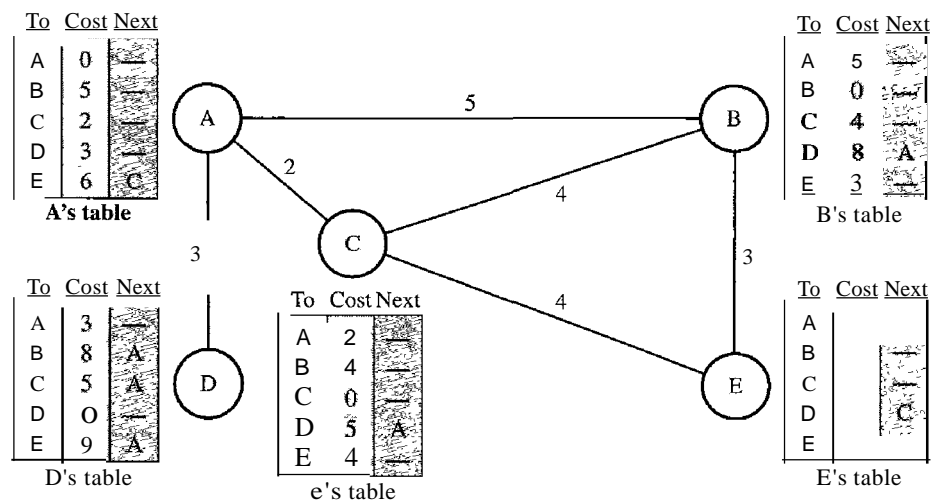 To Cost Next
A 0 —
B 5 —
C 2 —
D 3 —
E 6 C
A's table
A
5
B
To Cost Next
A 5 —
B 0 —
C 4 —
D 8 A
E 3 —
B's table
2
4
C
3
3
4
To Cost Next
A 3 —
B 8 A
C 5 A
D O —
E 9 A
D's table
D
To Cost Next
A 2 —
B 4 —
C 0 —
D 5 A
E 4 —
e's table
E
To Cost Next
A
B —
C —
D C
E
E's table